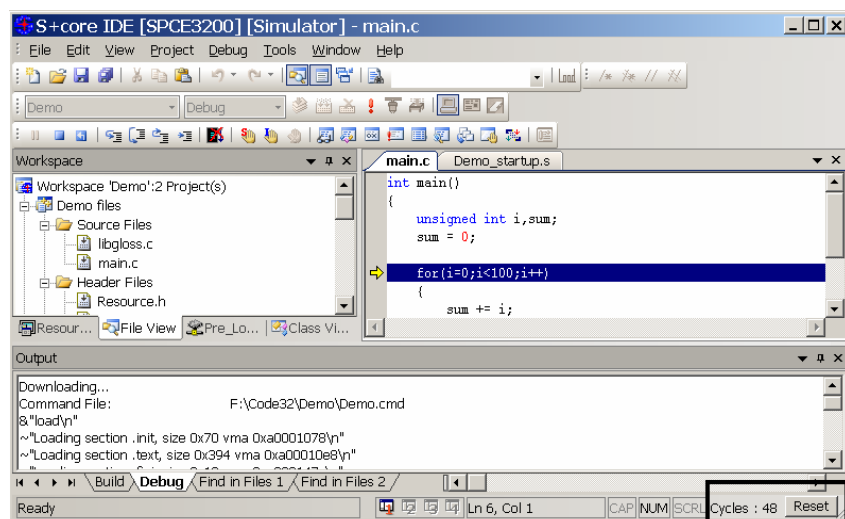 S+core IDE [SPCE3200] [Simulator] - main.c
File Edit View Project Debug Tools Window Help
/* */ // //
Demo Debug
Workspace
main.c Demo_startup.s
Workspace 'Demo':2 Project(s)
Demo files
Source Files
libgloss.c
main.c
Header Files
Resource.h
int main()
{
unsigned int i,sum;
sum = 0;
for(i=0;i<100;i++)
{
sum += i;
Resour... File View Pre_Lo... Class Vi...
Output
Downloading...
Command File: F:\Code32\Demo\Demo.cmd
&"load\n"
~"Loading section .init, size 0x70 vma 0xa0001078\n"
~"Loading section .text, size 0x394 vma 0xa00010e8\n"
Build Debug Find in Files 1 Find in Files 2
Ready Ln 6, Col 1 CAP NUM SCRL Cycles : 48 Reset